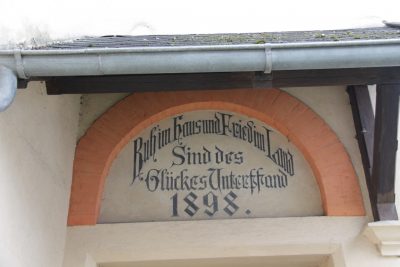 Ruh im Haus und Fried im Land
Sind des
Glückes Unterpfand
1898.